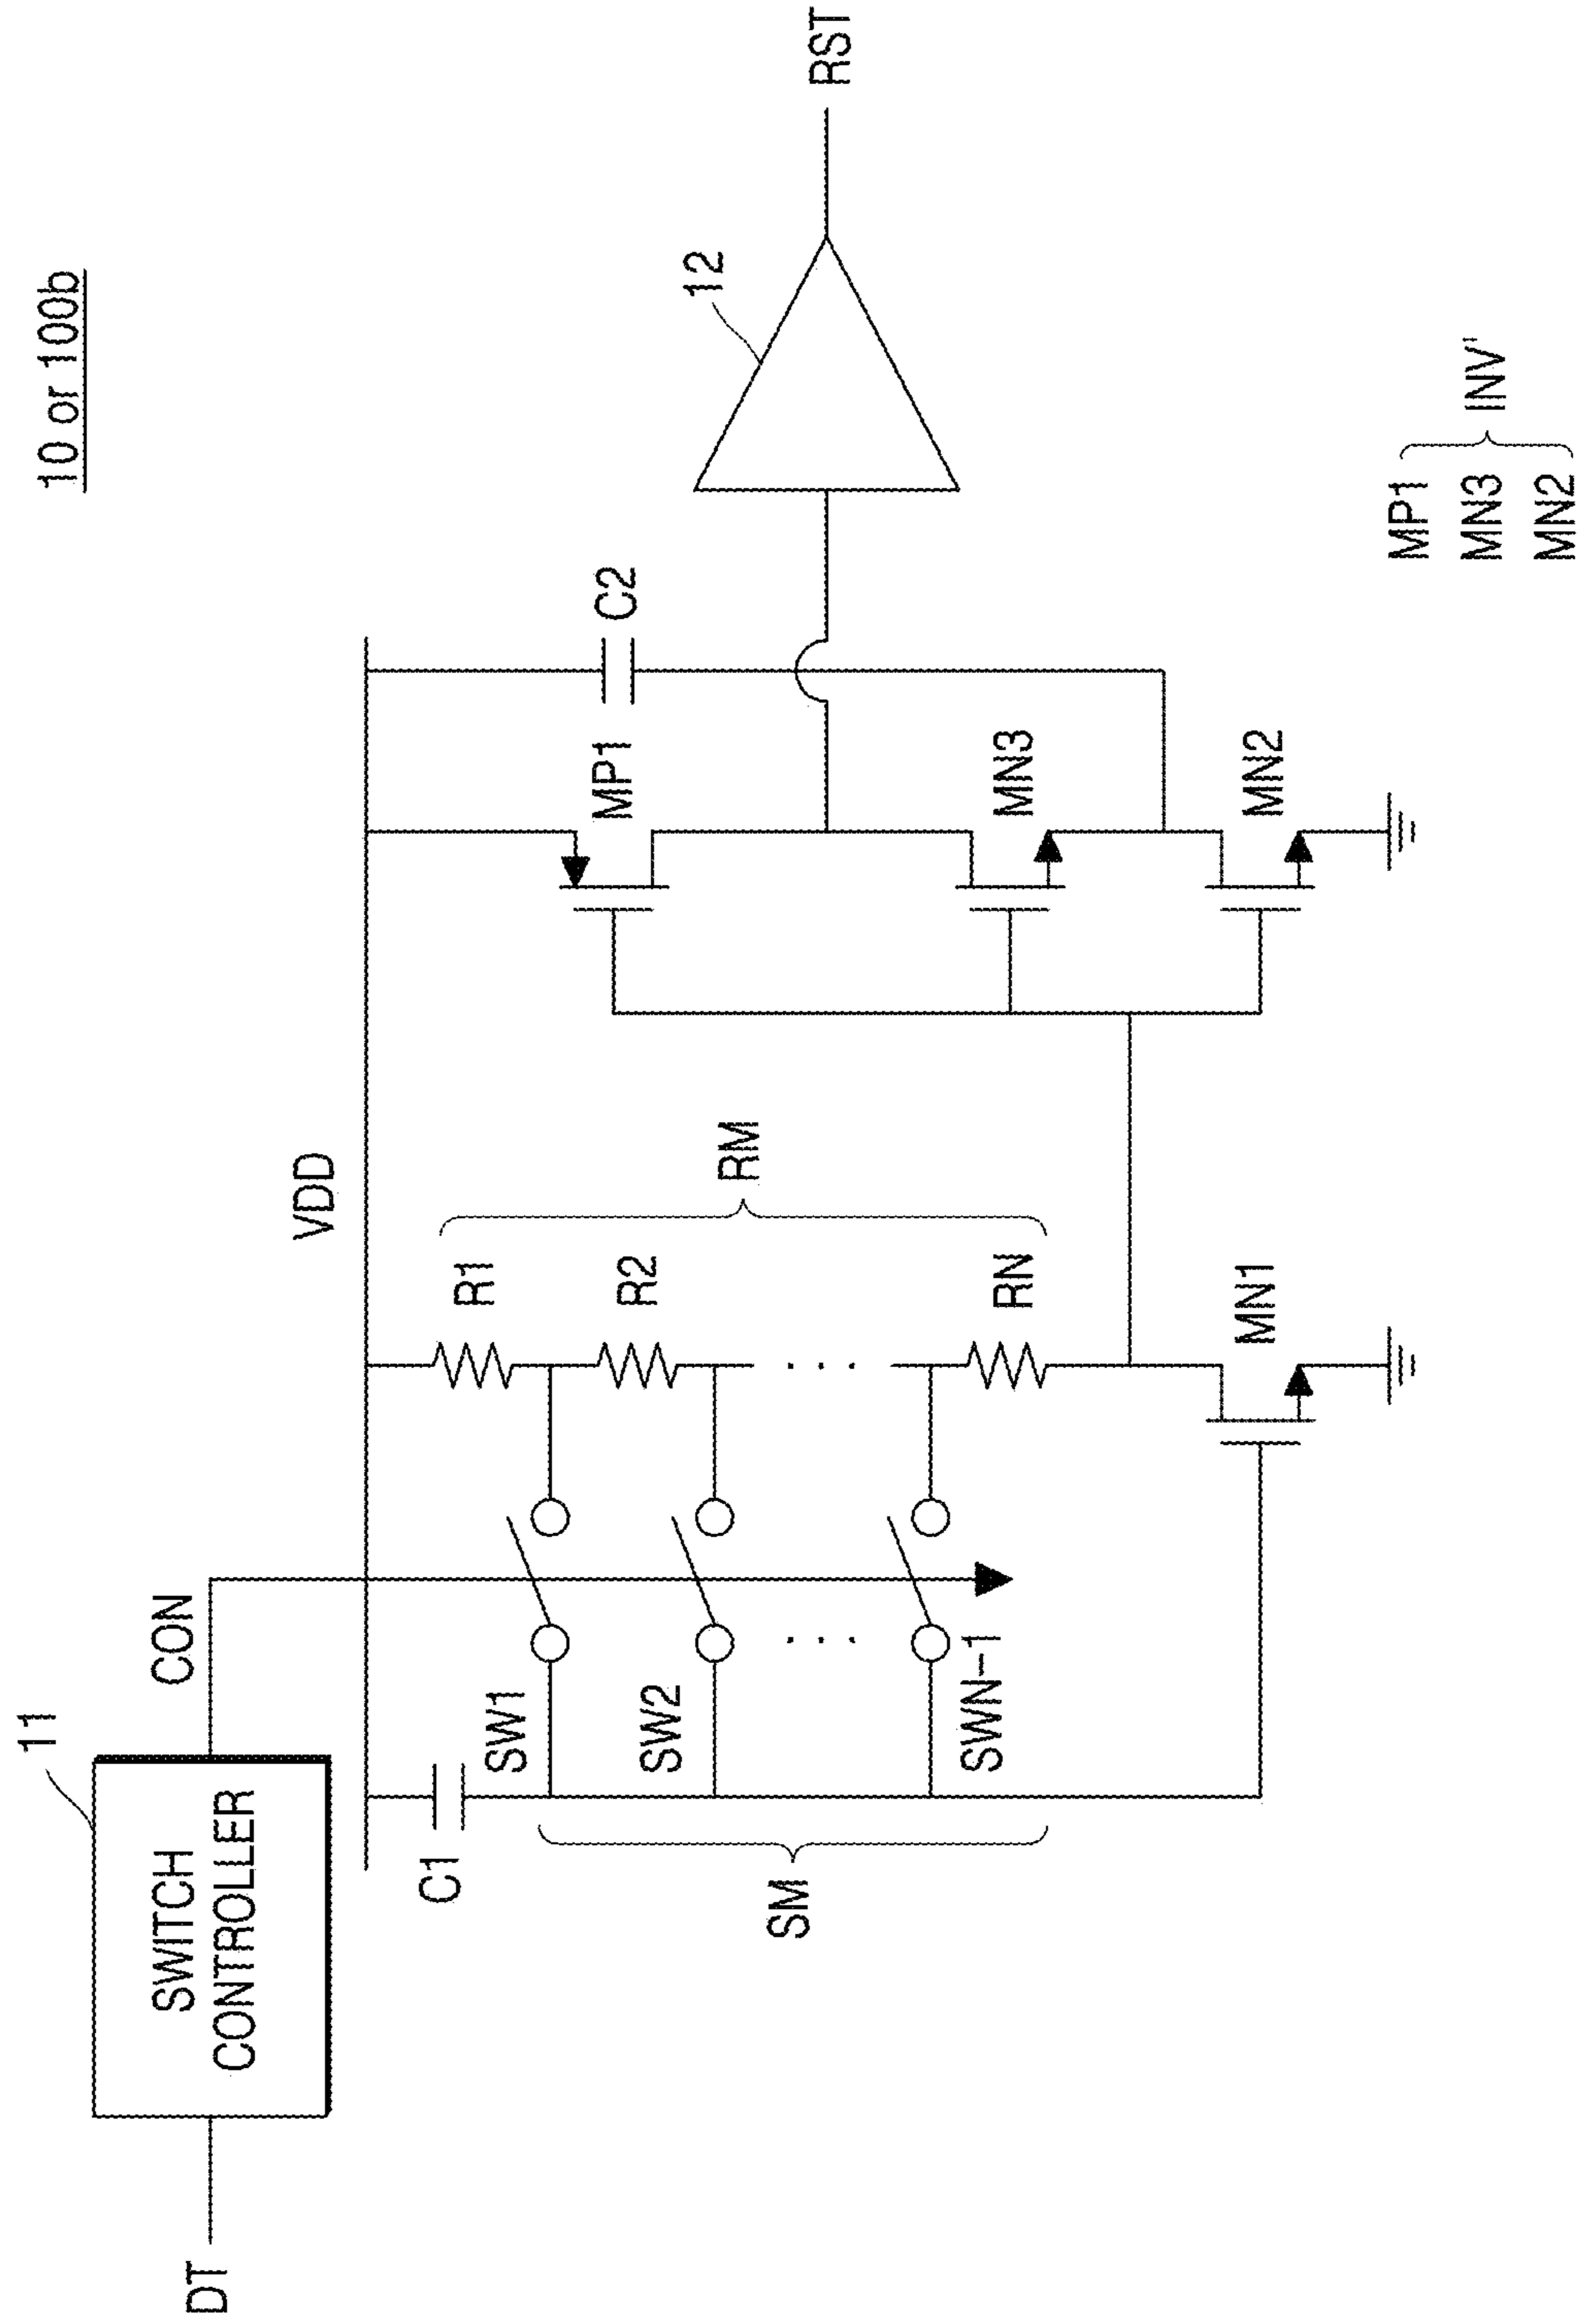 10 or 100b
DT
11
SWITCH
CONTROLLER
CON
VDD
C1
SW1
SW2
SWN-1
SM
. . .
. . .
R1
R2
RN
RM
MN1
MP1
MN3
MN2
C2
12
RST
MP1
MN3
MN2
INV'